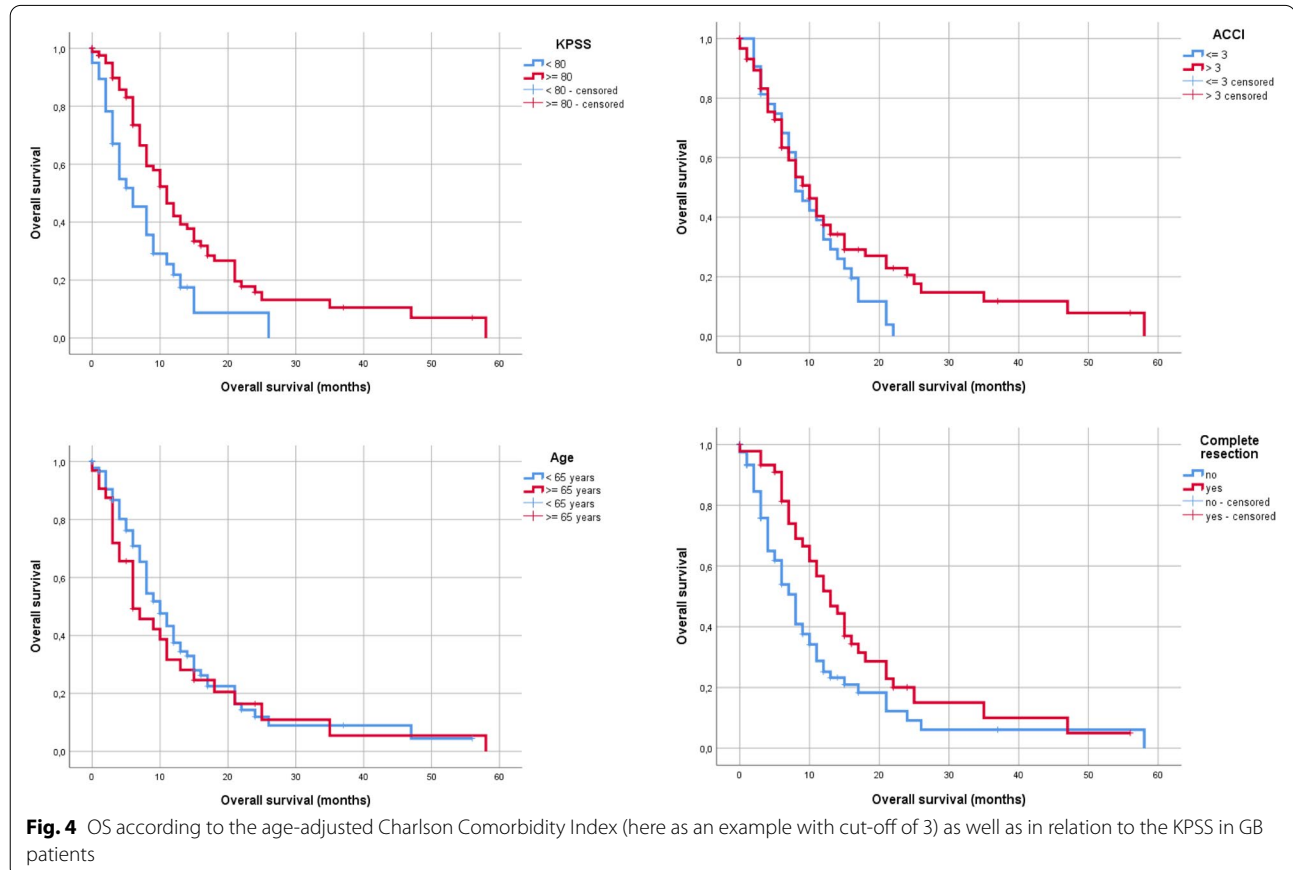 KPSS
< 80
>= 80
< 80 - censored
>= 80 - censored
1,0
0,8
0,6
0,4
0,2
0,0
Overall survival
0 10 20 30 40 50 60
Overall survival (months)
ACCI
<= 3
> 3
<= 3 censored
> 3 censored
1,0
0,8
0,6
0,4
0,2
0,0
Overall survival
0 10 20 30 40 50 60
Overall survival (months)
Age
< 65 years
>= 65 years
< 65 years
>= 65 years
1,0
0,8
0,6
0,4
0,2
0,0
Overall survival
0 10 20 30 40 50 60
Overall survival (months)
Complete
resection
no
yes
no - censored
yes - censored
1,0
0,8
0,6
0,4
0,2
0,0
Overall survival
0 10 20 30 40 50 60
Overall survival (months)
Fig. 4 OS according to the age-adjusted Charlson Comorbidity Index (here as an example with cut-off of 3) as well as in relation to the KPSS in GB
patients